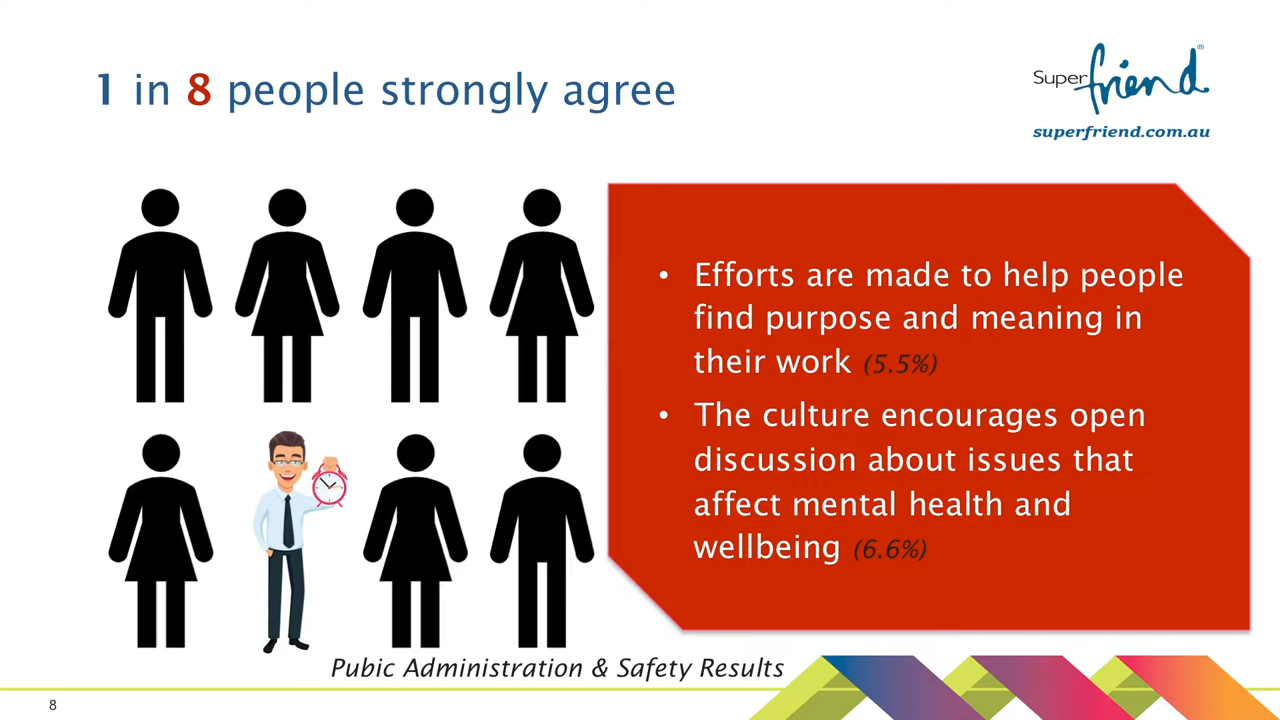 1 in 8 people strongly agree
Super friend®
superfriend.com.au
• Efforts are made to help people
find purpose and meaning in
their work (5.5%)
• The culture encourages open
discussion about issues that
affect mental health and
wellbeing (6.6%)
Pubic Administration & Safety Results
8